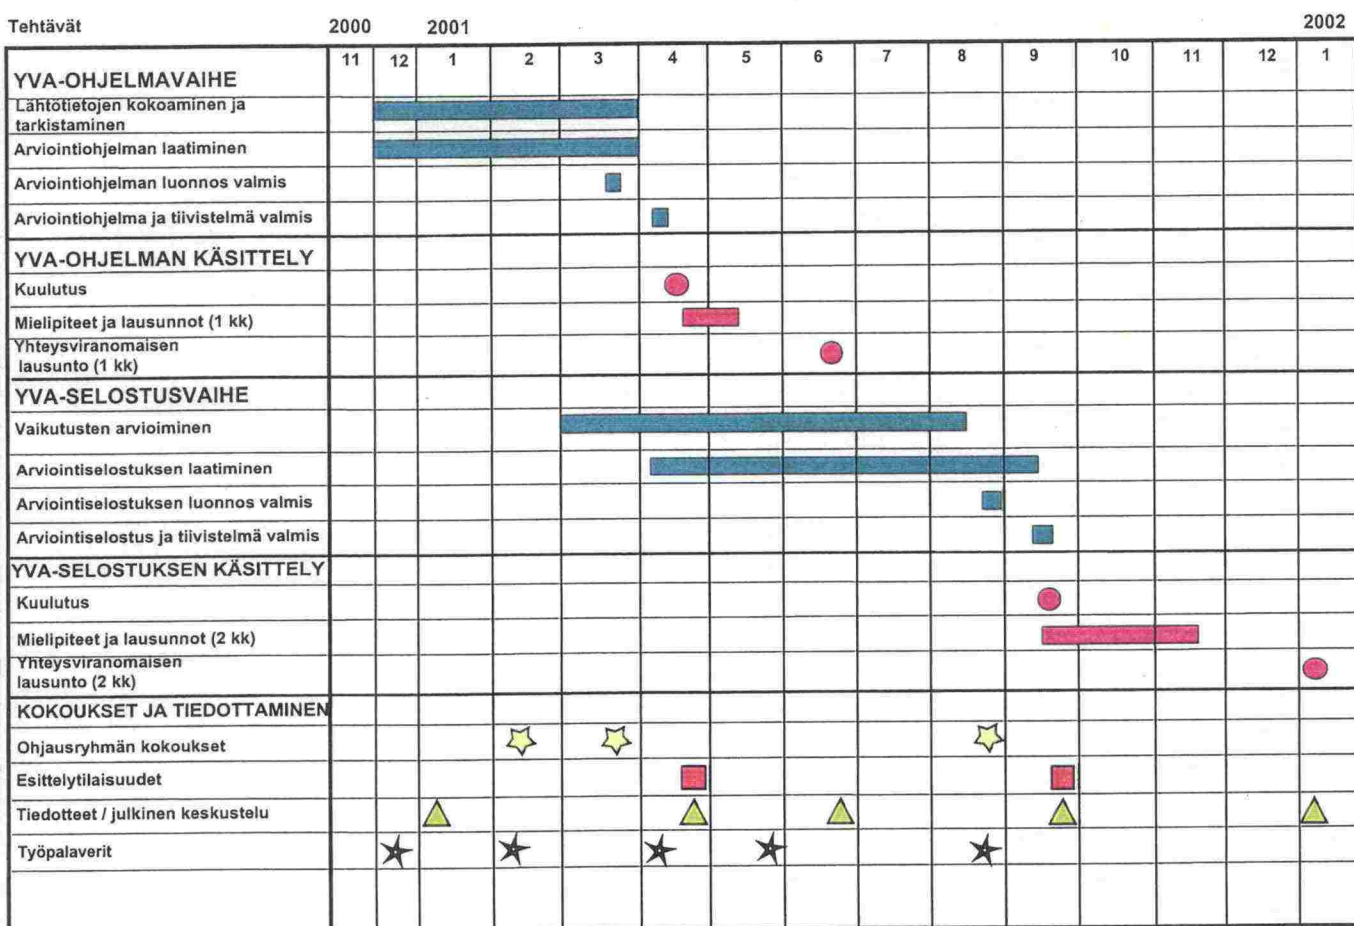 Tehtävät 2000 2001 2002
11 12 1 2 3 4 5 6 7 8 9 10 11 12 1
YVA-OHJELMAVAIHE
Lähtötietojen kokoaminen ja
tarkistaminen
Arviointiohjelman laatiminen
Arviointiohjelman luonnos valmis
Arviointiohjelma ja tiivistelmä valmis
YVA-OHJELMAN KÄSITTELY
Kuulutus
Mielipiteet ja lausunnot (1 kk)
Yhteysviranomaisen
lausunto (1 kk)
YVA-SELOSTUSVAIHE
Vaikutusten arvioiminen
Arviointiselostuksen laatiminen
Arviointiselostuksen luonnos valmis
Arviointiselostus ja tiivistelmä valmis
YVA-SELOSTUKSEN KÄSITTELY
Kuulutus
Mielipiteet ja lausunnot (2 kk)
Yhteysviranomaisen
lausunto (2 kk)
KOKOUKSET JA TIEDOTTAMINEN
Ohjausryhmän kokoukset
Esittelytilaisuudet
Tiedotteet / julkinen keskustelu
Työpalaverit